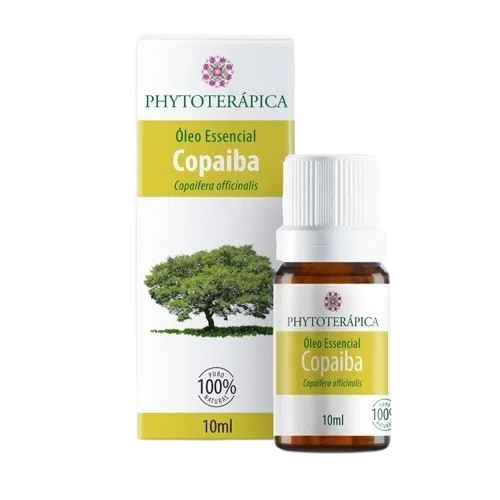 PHYTOTERÁPICA
Óleo Essencial
Copaiba
Copaifera officinalis
PURO
100%
NATURAL
10ml
PHYTOTERÁPICA
Óleo Essencial
Copaiba
Copaifera officinalis
100%
10ml